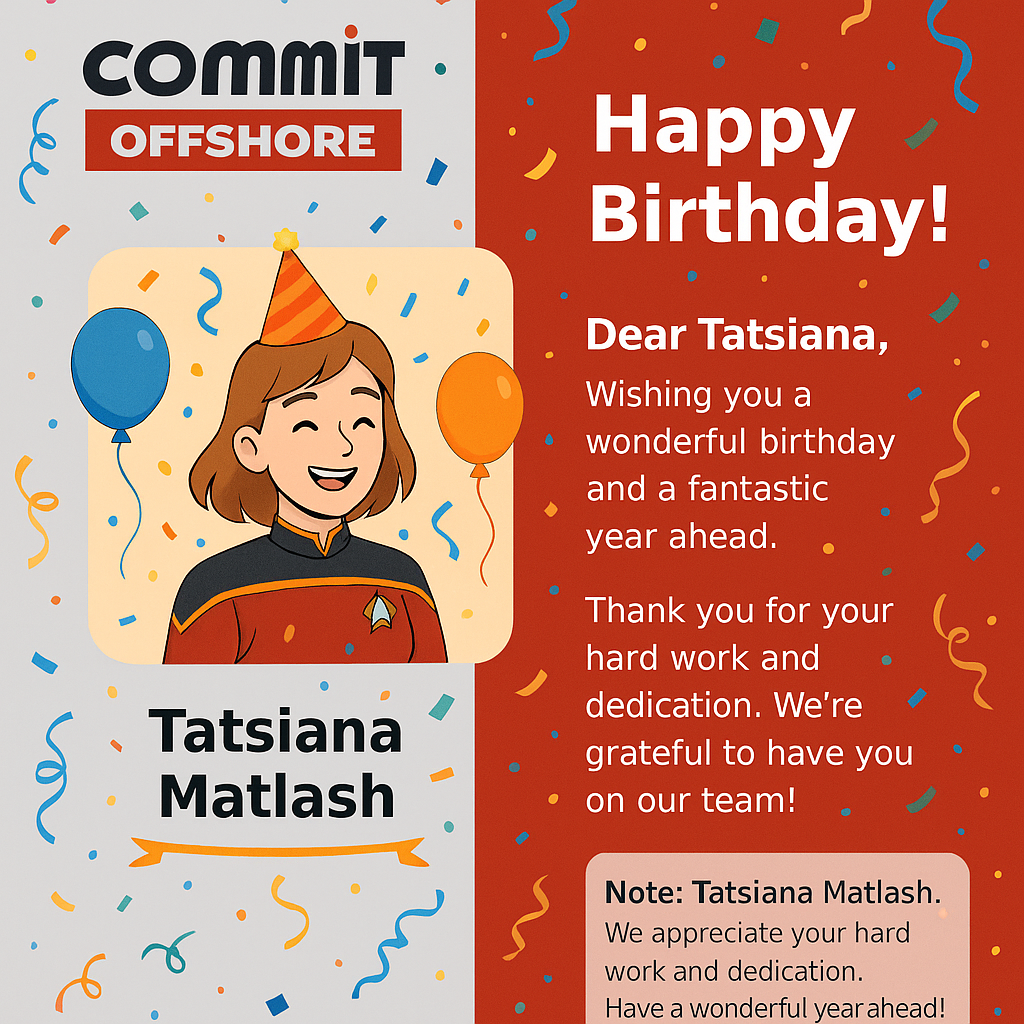 COMMIT
OFFSHORE
Happy
Birthday!
Dear Tatsiana,
Wishing you a
wonderful birthday
and a fantastic
year ahead.
Thank you for your
hard work and
dedication. We’re
grateful to have you
on our team!
Tatsiana
Matlash
Note: Tatsiana Matlash.
We appreciate your hard
work and dedication.
Have a wonderful year ahead!